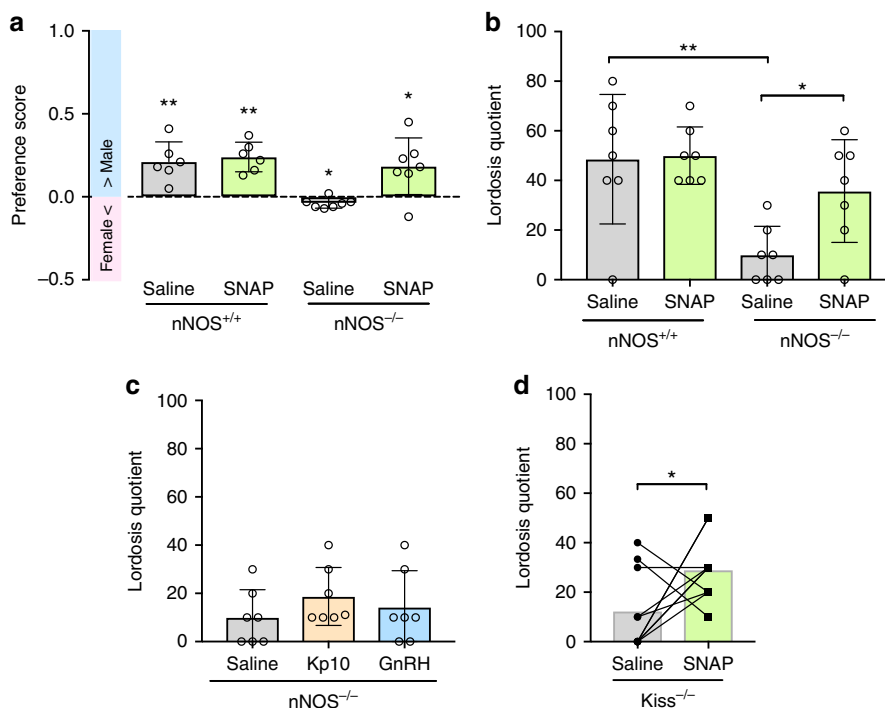 a
1.0
0.5
0.0
−0.5
Preference score
> Male
Female <
**
**
*
*
Saline
SNAP
Saline
SNAP
nNOS+/+
nNOS−/−
b
100
80
60
40
20
0
Lordosis quotient
**
*
Saline
SNAP
Saline
SNAP
nNOS+/+
nNOS−/−
c
100
80
60
40
20
0
Lordosis quotient
Saline
Kp10
GnRH
nNOS−/−
d
100
80
60
40
20
0
Lordosis quotient
*
Saline
SNAP
Kiss−/−